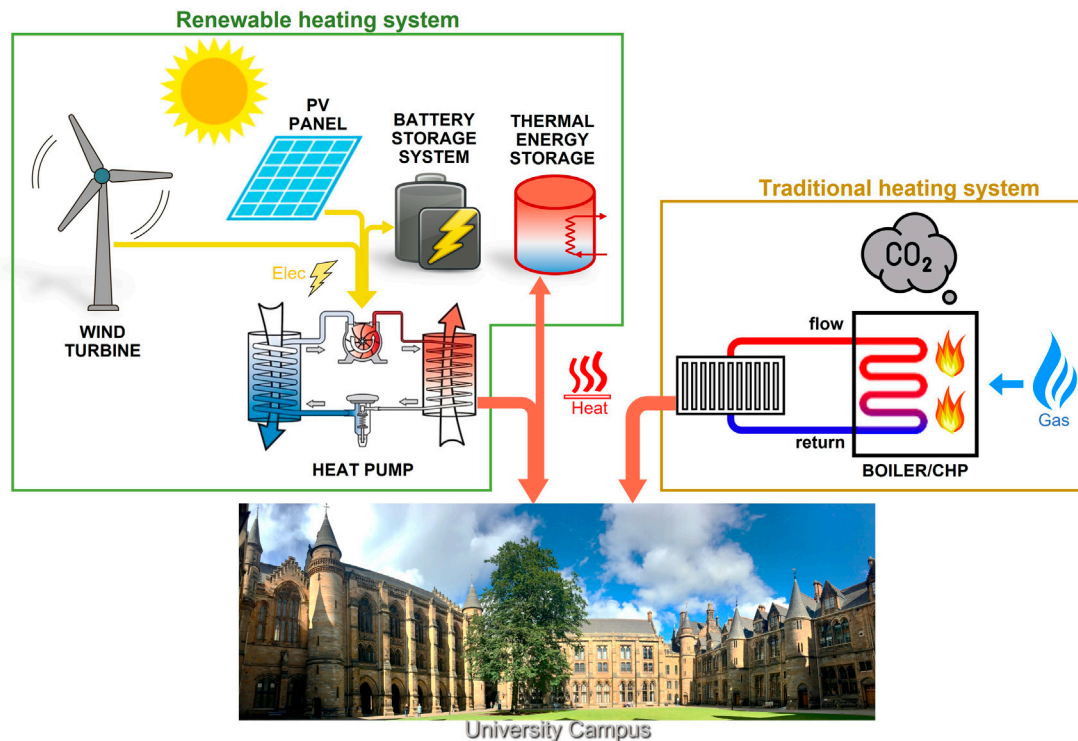 Renewable heating system
PV
PANEL
BATTERY
STORAGE
SYSTEM
THERMAL
ENERGY
STORAGE
Elec
WIND
TURBINE
HEAT PUMP
Heat
Traditional heating system
CO₂
flow
return
Gas
BOILER/CHP
University Campus